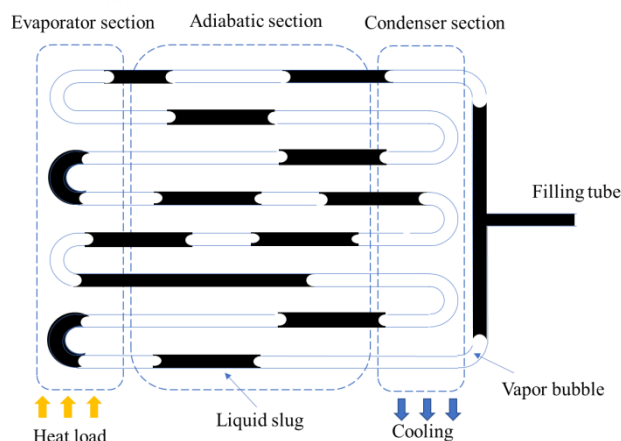 Evaporator section
Adiabatic section
Condenser section
Filling tube
Vapor bubble
Liquid slug
Heat load
Cooling